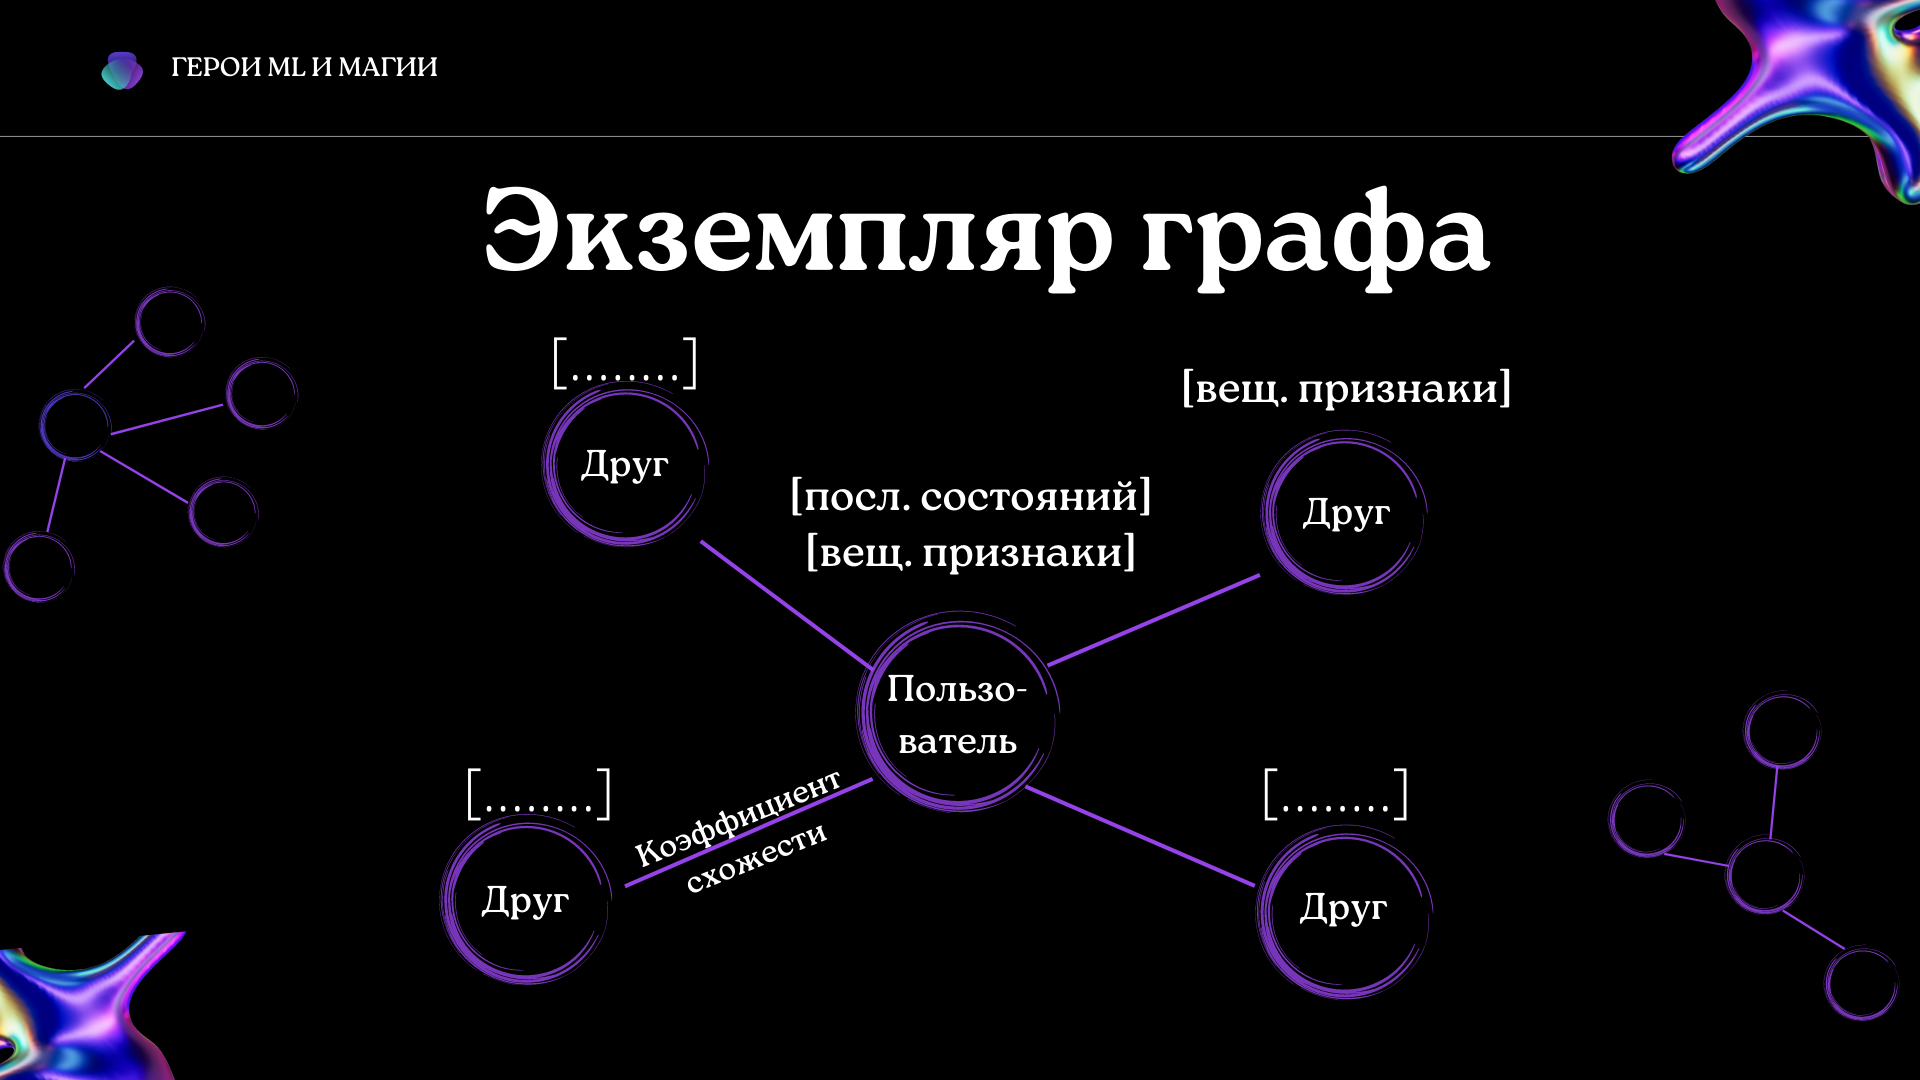 ГЕРОИ ML И МАГИИ
Экземпляр графа
[........]
[вещ. признаки]
Друг
[посл. состояний]
[вещ. признаки]
Друг
Пользо-
ватель
[........]
Коэффициент
схожести
[........]
Друг
Друг